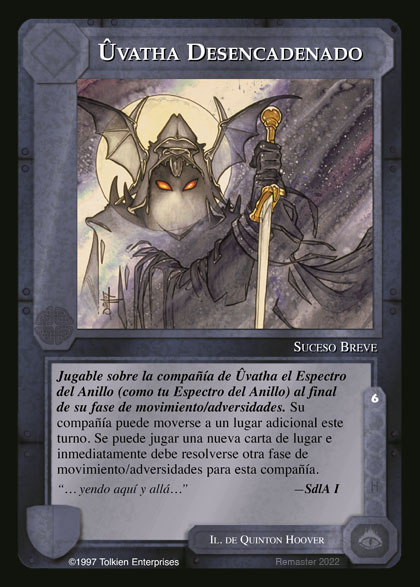 Ûvatha Desencadenado
Suceso Breve
Jugable sobre la compañía de Ûvatha el Espectro
del Anillo (como tu Espectro del Anillo) al final
de su fase de movimiento/adversidades. Su
compañía puede moverse a un lugar adicional este
turno. Se puede jugar una nueva carta de lugar e
inmediatamente debe resolverse otra fase de
movimiento/adversidades para esta compañía.
“… yendo aquí y allá…” —SdlA I
6
H
Il. de Quinton Hoover
©1997 Tolkien Enterprises
Remaster 2022